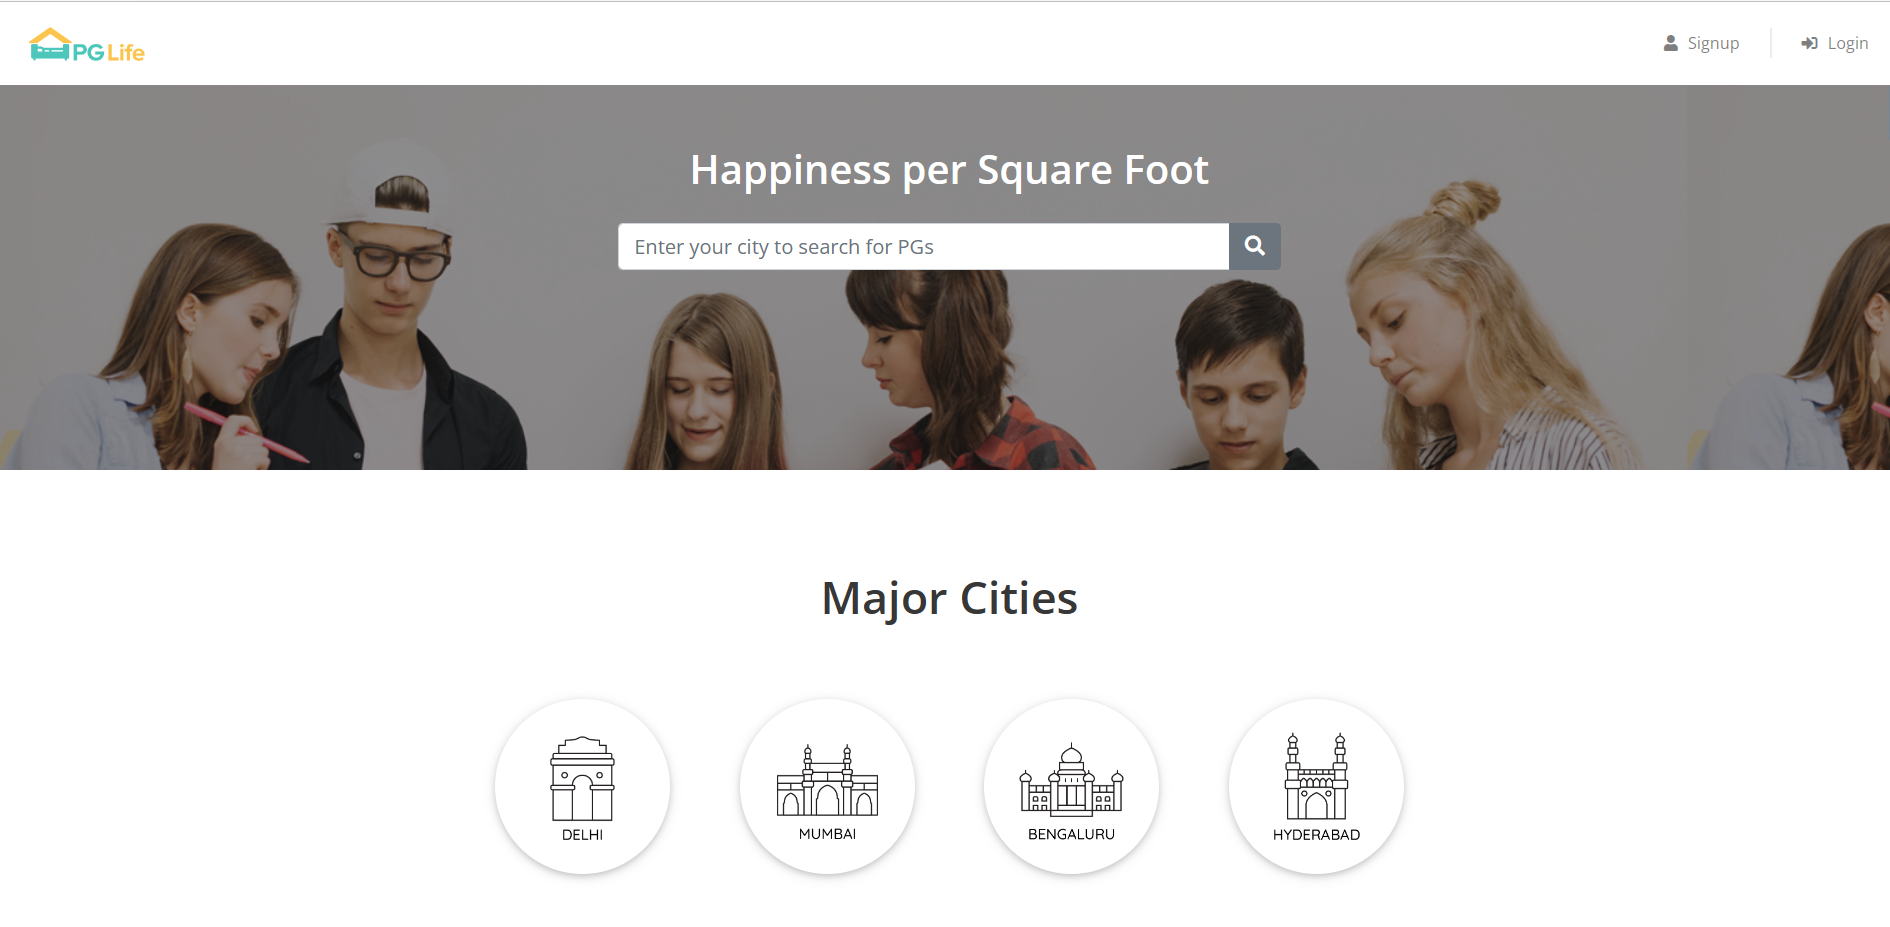 PG Life
Signup
Login
Happiness per Square Foot
Enter your city to search for PGs
Major Cities
DELHI
MUMBAI
BENGALURU
HYDERABAD